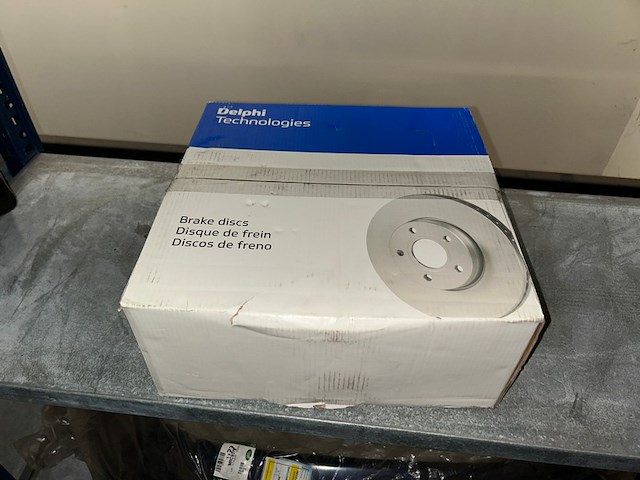 Delphi
Technologies
Brake discs
Disque de frein
Discos de freno